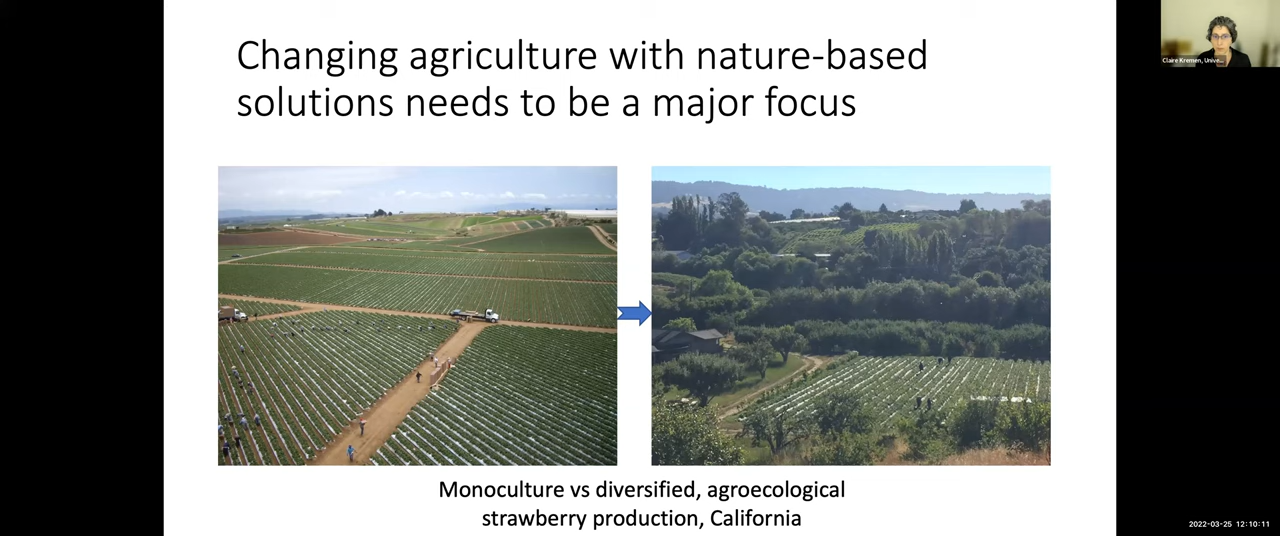 Changing agriculture with nature-based
solutions needs to be a major focus
Claire Kremen, Unive...
Monoculture vs diversified, agroecological
strawberry production, California
2022-03-25 12:10:11